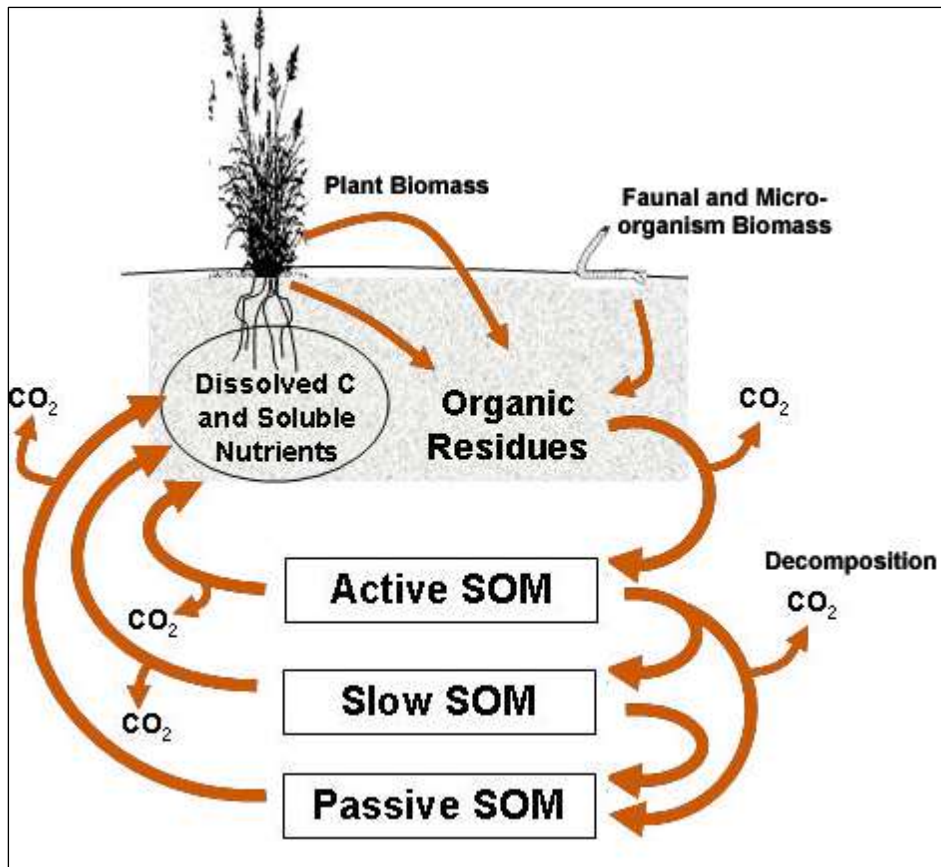 Plant Biomass
Faunal and Micro-
organism Biomass
Dissolved C
and Soluble
Nutrients
Organic
Residues
CO₂
CO₂
Active SOM
Decomposition
CO₂
CO₂
Slow SOM
CO₂
Passive SOM